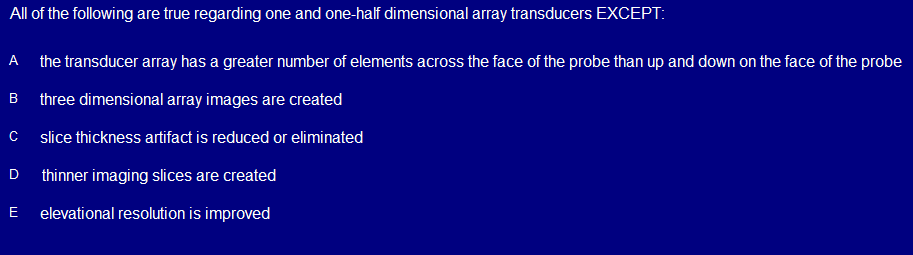 All of the following are true regarding one and one-half dimensional array transducers EXCEPT:
A the transducer array has a greater number of elements across the face of the probe than up and down on the face of the probe
B three dimensional array images are created
C slice thickness artifact is reduced or eliminated
D thinner imaging slices are created
E elevational resolution is improved